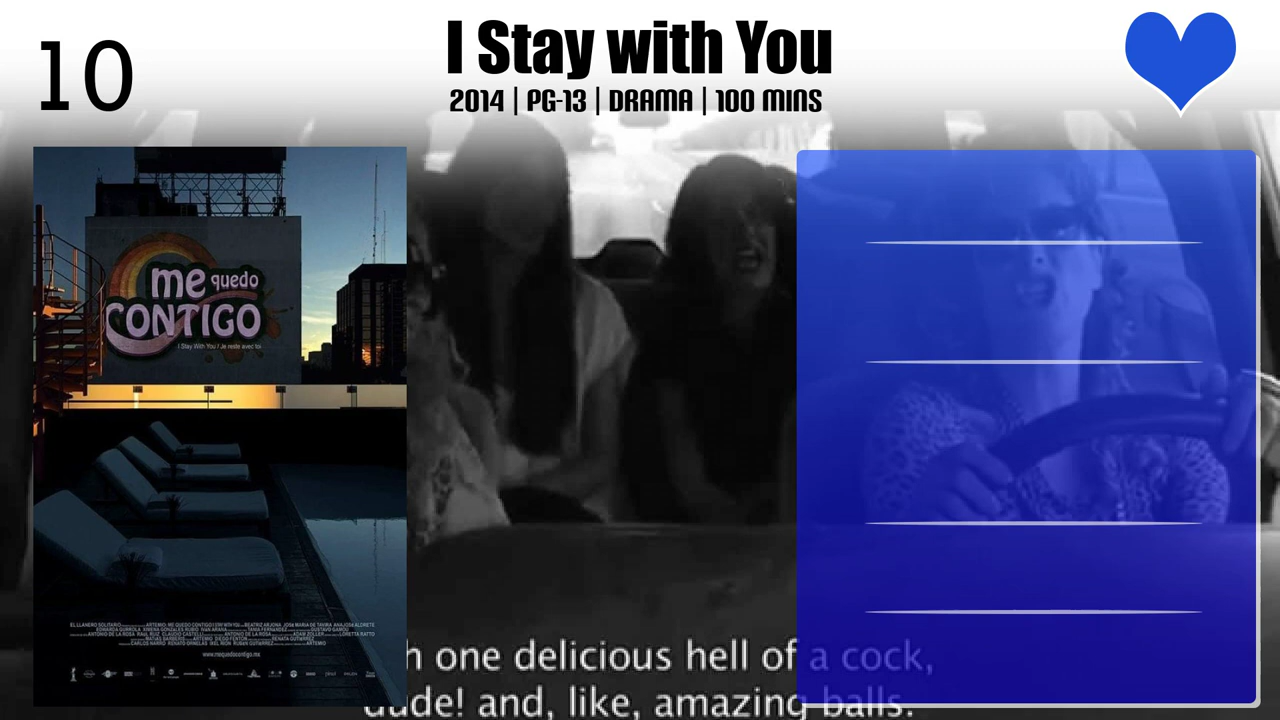 10
I Stay with You
2014 | PG-13 | DRAMA | 100 MINS
me quedo
CONTIGO
I Stay With You / Je reste avec toi
www.mequedocontigo.mx
h one delicious hell of a cock,
dude! and, like, amazing balls.